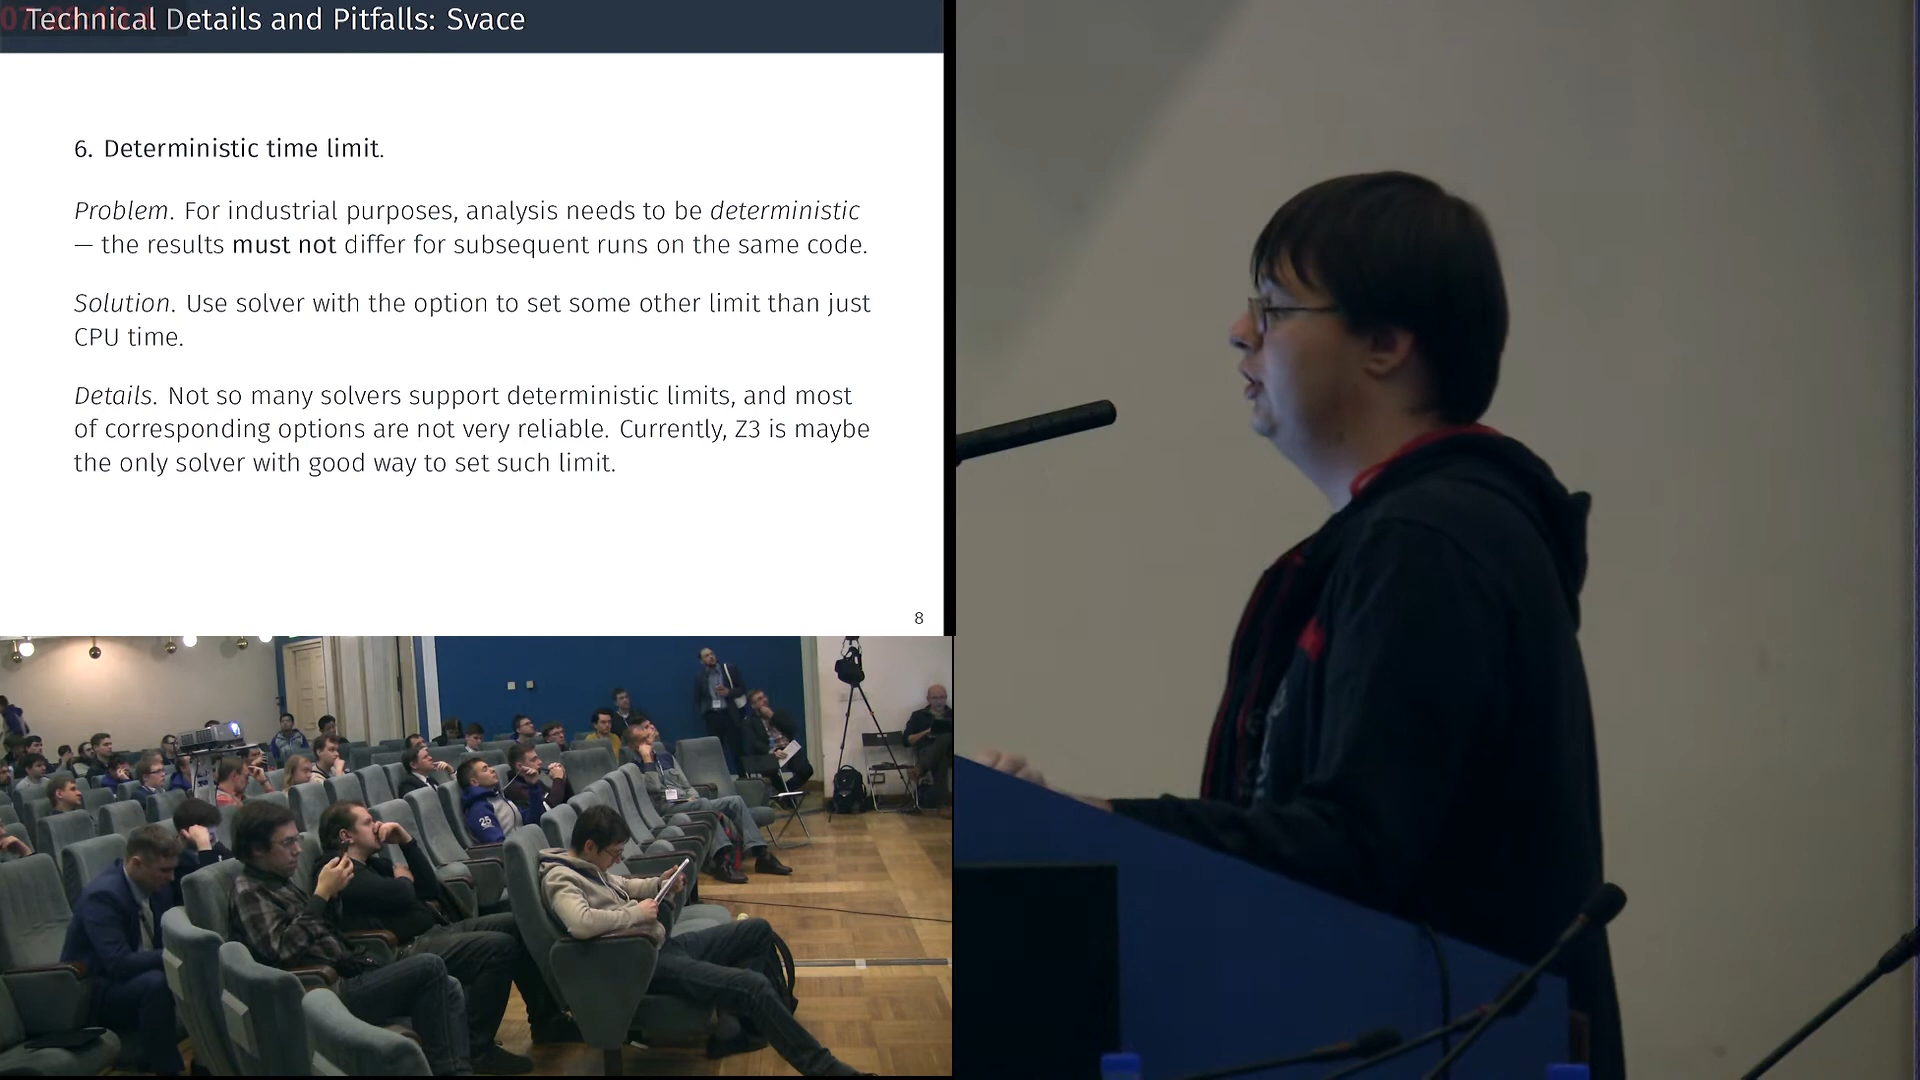 Technical Details and Pitfalls: Svace
6. Deterministic time limit.
Problem. For industrial purposes, analysis needs to be deterministic
— the results must not differ for subsequent runs on the same code.
Solution. Use solver with the option to set some other limit than just
CPU time.
Details. Not so many solvers support deterministic limits, and most
of corresponding options are not very reliable. Currently, Z3 is maybe
the only solver with good way to set such limit.
8
25